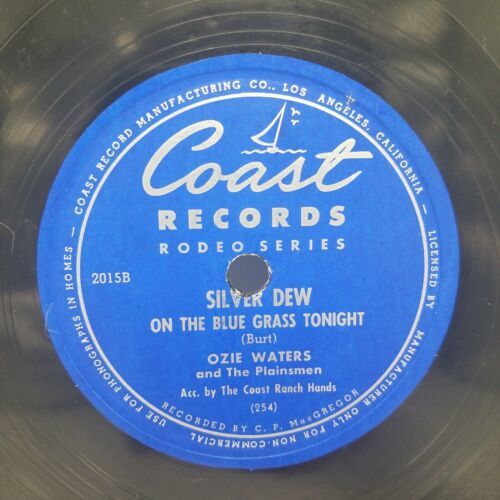 — COAST RECORD MANUFACTURING CO., LOS ANGELES, CALIFORNIA —
Coast
RECORDS
RODEO SERIES
2015B
SILVER DEW
ON THE BLUE GRASS TONIGHT
(Burt)
OZIE WATERS
and The Plainsmen
Acc. by The Coast Ranch Hands
(254)
RECORDED BY C. P. MacGREGOR
LICENSED BY MANUFACTURER ONLY FOR NON-COMMERCIAL USE FOR PHONOGRAPHS IN HOMES